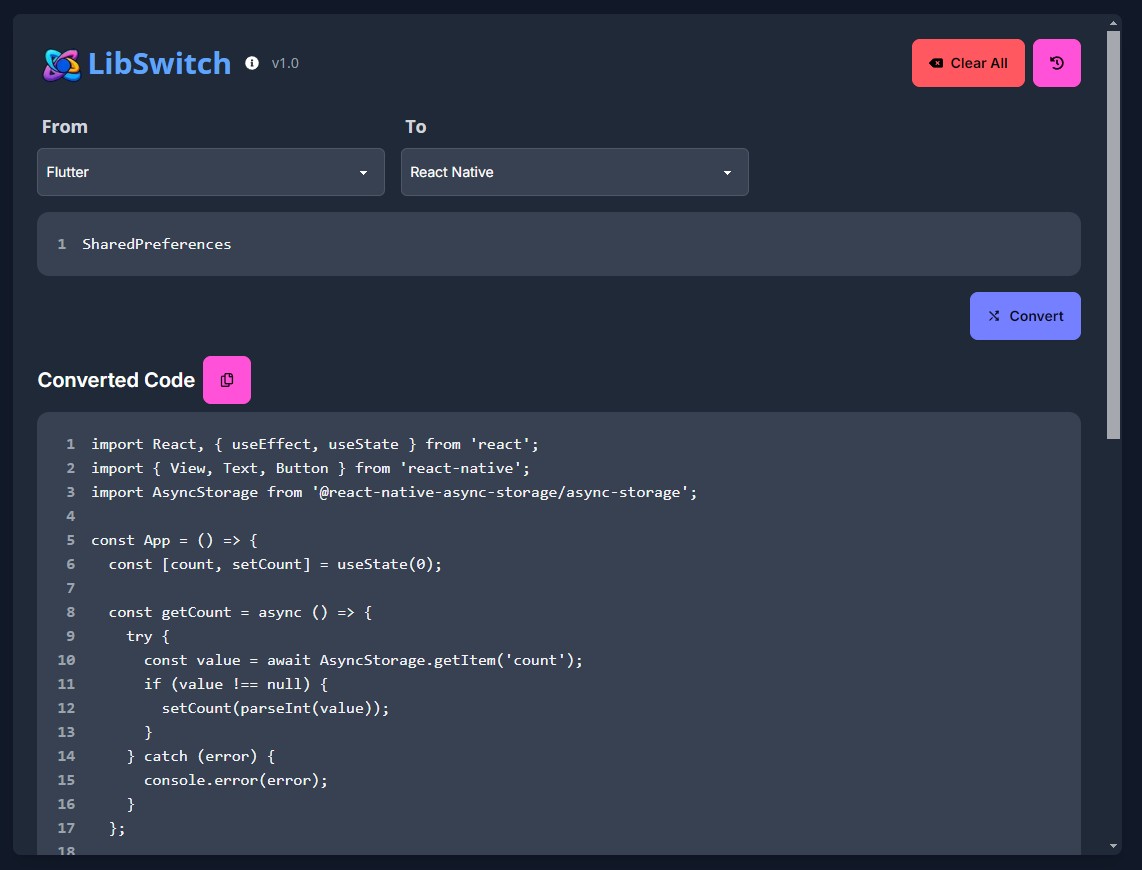 LibSwitch v1.0 Clear All
From To
Flutter React Native
1 SharedPreferences
Convert
Converted Code
1 import React, { useEffect, useState } from 'react';
2 import { View, Text, Button } from 'react-native';
3 import AsyncStorage from '@react-native-async-storage/async-storage';
4
5 const App = () => {
6   const [count, setCount] = useState(0);
7
8   const getCount = async () => {
9     try {
10       const value = await AsyncStorage.getItem('count');
11       if (value !== null) {
12         setCount(parseInt(value));
13       }
14     } catch (error) {
15       console.error(error);
16     }
17   };
18